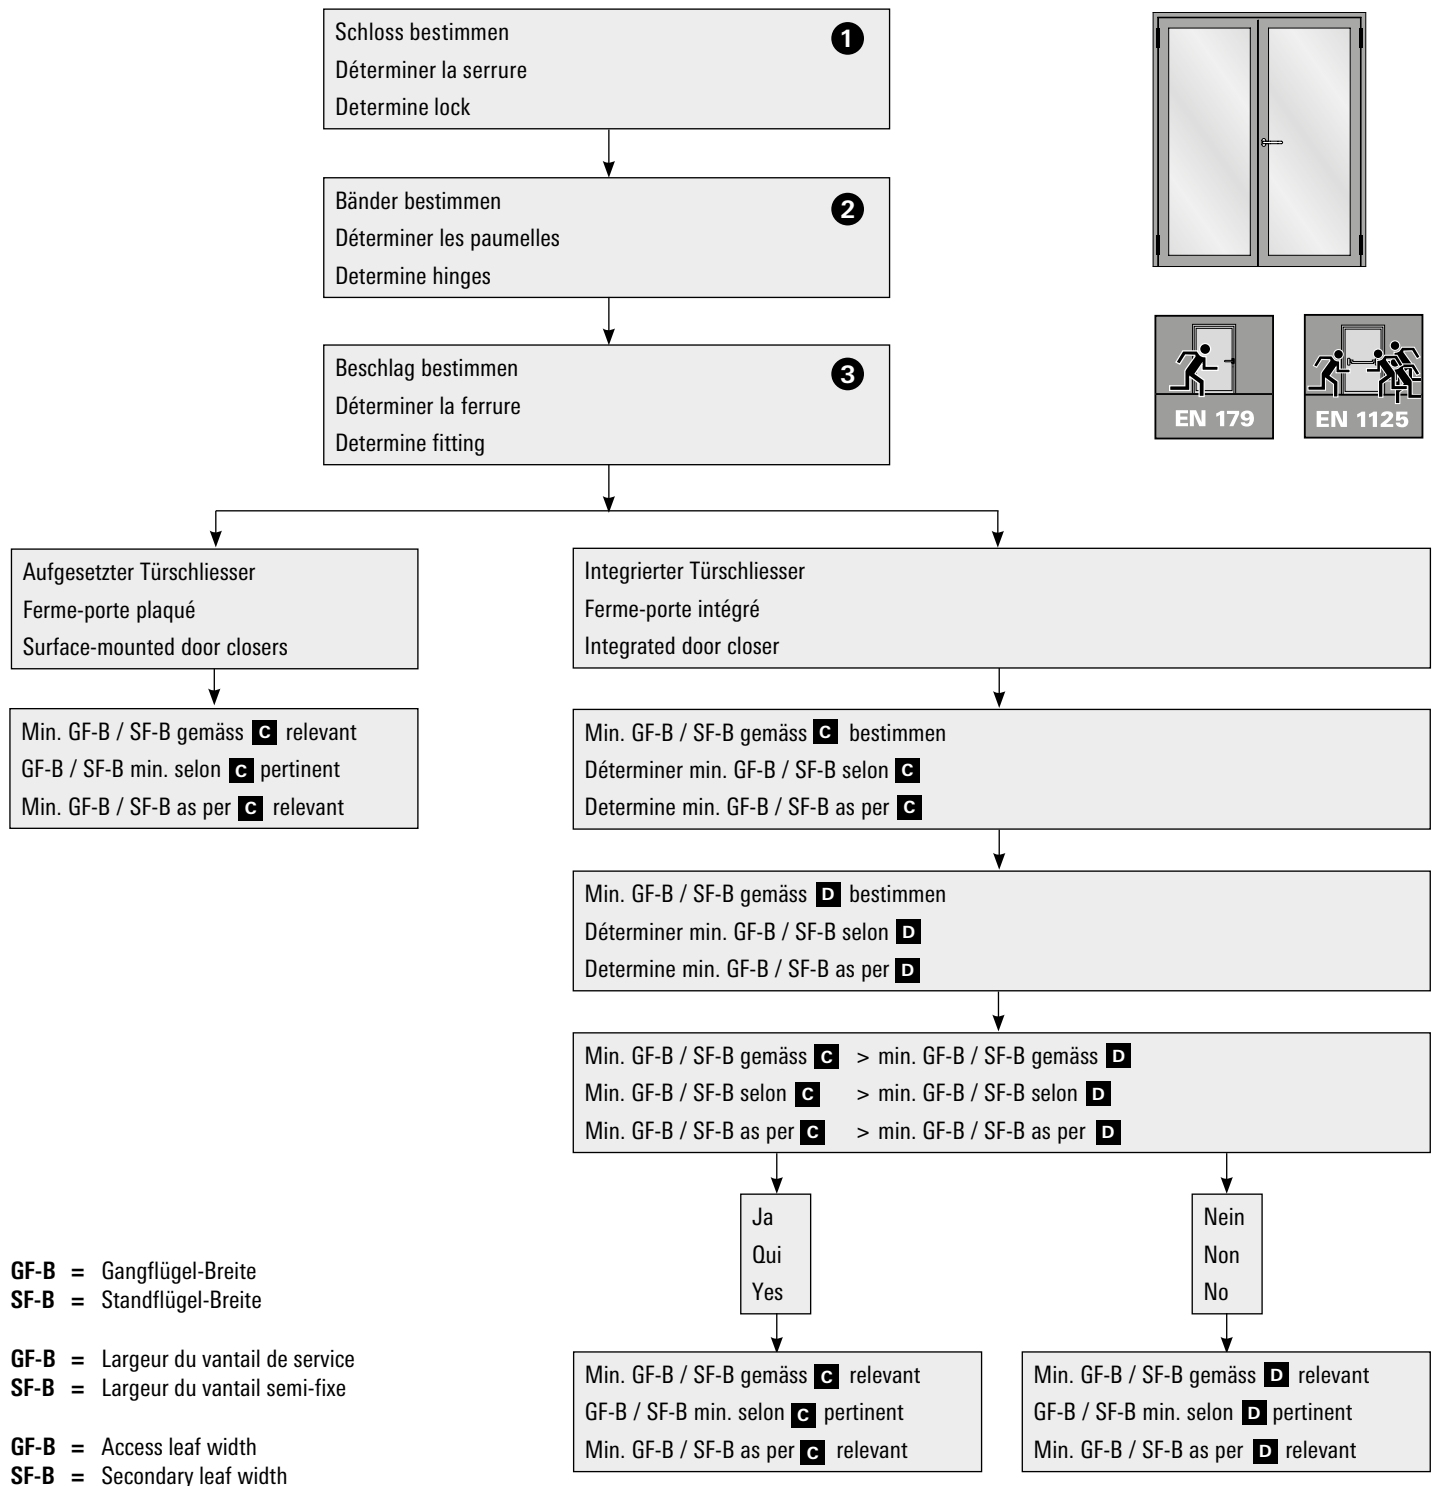 Schloss bestimmen
1
Déterminer la serrure
Determine lock
Bänder bestimmen
2
Déterminer les paumelles
Determine hinges
Beschlag bestimmen
3
Déterminer la ferrure
Determine fitting
EN 179
EN 1125
Aufgesetzter Türschliesser
Ferme-porte plaqué
Surface-mounted door closers
Integrierter Türschliesser
Ferme-porte intégré
Integrated door closer
Min. GF-B / SF-B gemäss C relevant
GF-B / SF-B min. selon C pertinent
Min. GF-B / SF-B as per C relevant
Min. GF-B / SF-B gemäss C bestimmen
Déterminer min. GF-B / SF-B selon C
Determine min. GF-B / SF-B as per C
Min. GF-B / SF-B gemäss D bestimmen
Déterminer min. GF-B / SF-B selon D
Determine min. GF-B / SF-B as per D
Min. GF-B / SF-B gemäss C > min. GF-B / SF-B gemäss D
Min. GF-B / SF-B selon C > min. GF-B / SF-B selon D
Min. GF-B / SF-B as per C > min. GF-B / SF-B as per D
Ja
Qui
Yes
Nein
Non
No
Min. GF-B / SF-B gemäss C relevant
GF-B / SF-B min. selon C pertinent
Min. GF-B / SF-B as per C relevant
Min. GF-B / SF-B gemäss D relevant
GF-B / SF-B min. selon D pertinent
Min. GF-B / SF-B as per D relevant
GF-B = Gangflügel-Breite
SF-B = Standflügel-Breite
GF-B = Largeur du vantail de service
SF-B = Largeur du vantail semi-fixe
GF-B = Access leaf width
SF-B = Secondary leaf width